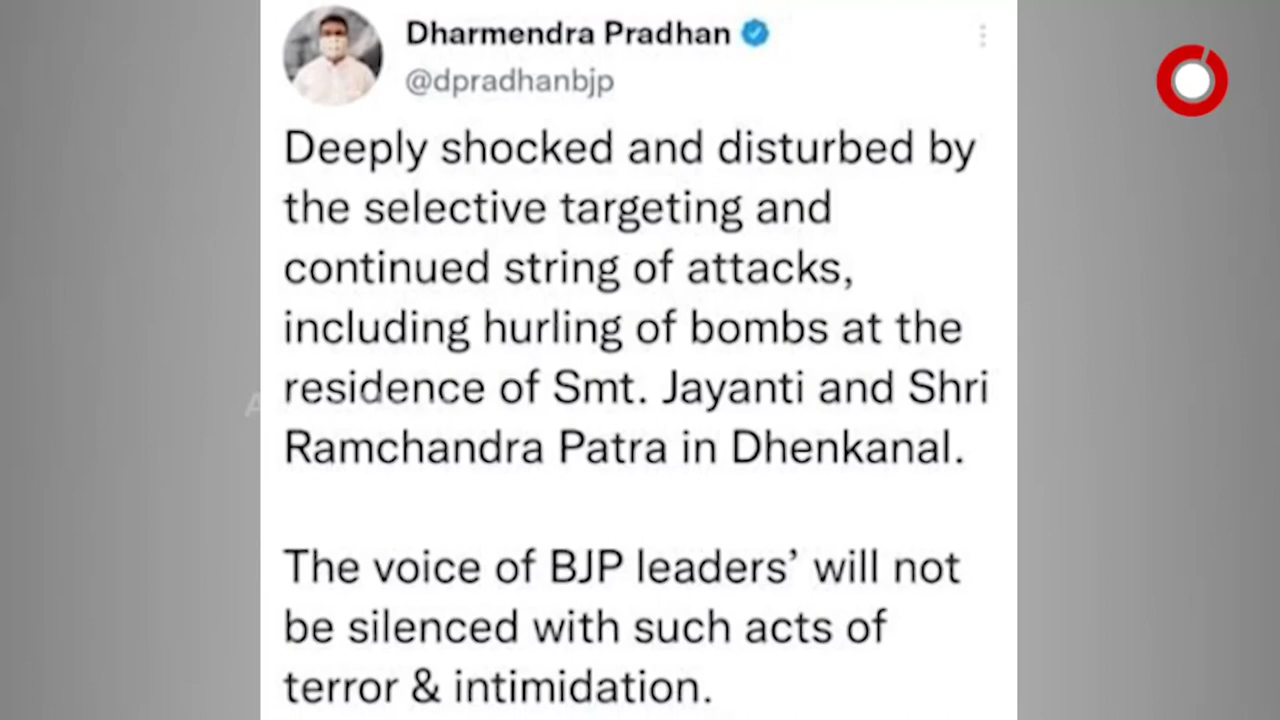 Dharmendra Pradhan
@dpradhanbjp
Deeply shocked and disturbed by
the selective targeting and
continued string of attacks,
including hurling of bombs at the
residence of Smt. Jayanti and Shri
Ramchandra Patra in Dhenkanal.
The voice of BJP leaders’ will not
be silenced with such acts of
terror & intimidation.